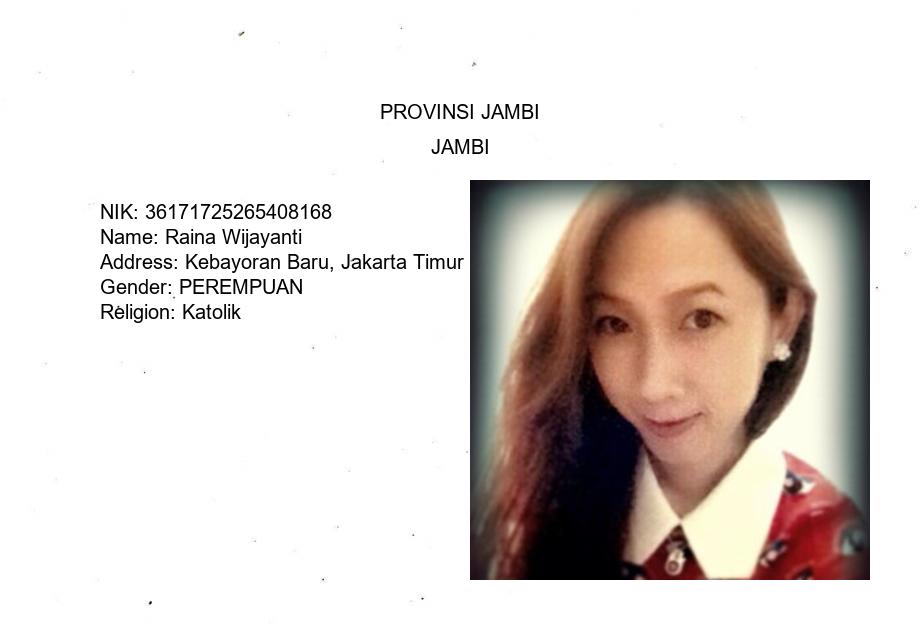 PROVINSI JAMBI
JAMBI
NIK: 36171725265408168
Name: Raina Wijayanti
Address: Kebayoran Baru, Jakarta Timur
Gender: PEREMPUAN
Religion: Katolik